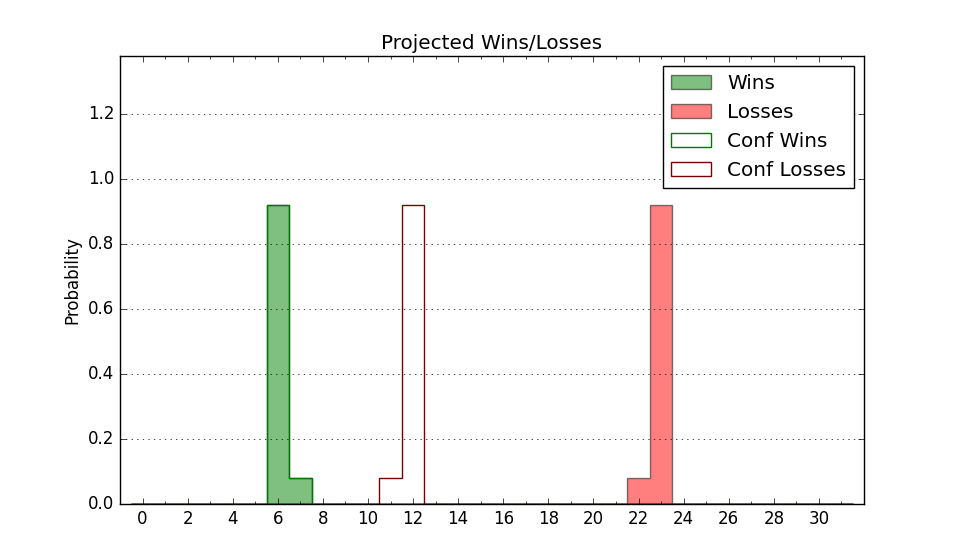 Projected Wins/Losses
Wins
Losses
Conf Wins
Conf Losses
Probability
1.2
1.0
0.8
0.6
0.4
0.2
0.0
0 2 4 6 8 10 12 14 16 18 20 22 24 26 28 30